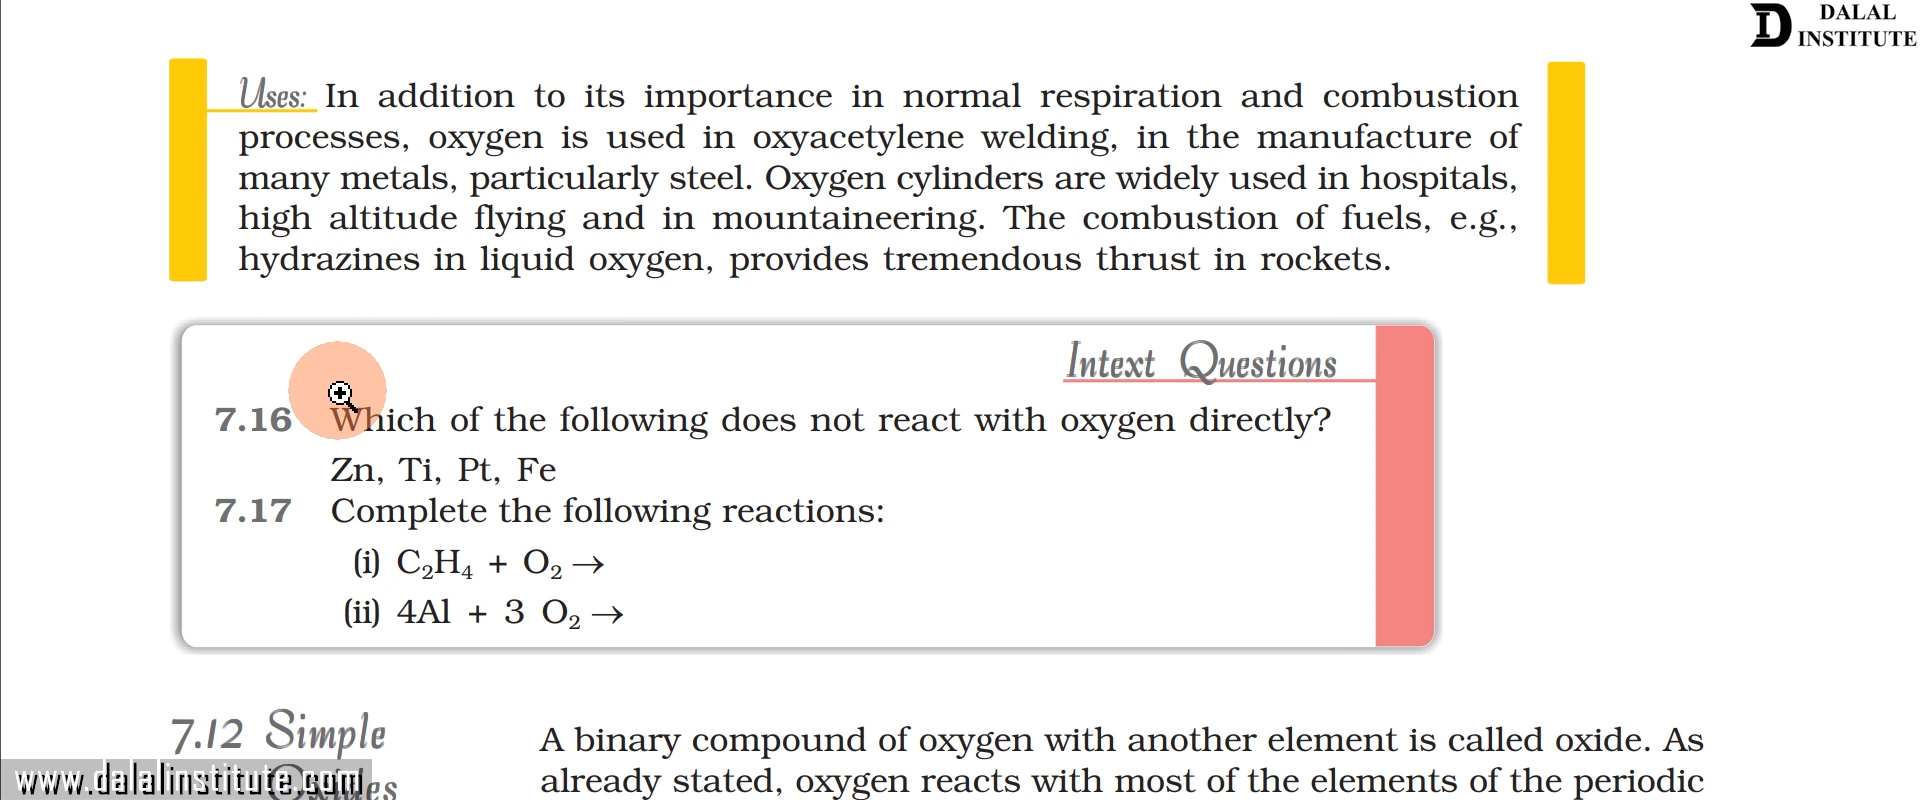 DALAL
INSTITUTE
Uses: In addition to its importance in normal respiration and combustion
processes, oxygen is used in oxyacetylene welding, in the manufacture of
many metals, particularly steel. Oxygen cylinders are widely used in hospitals,
high altitude flying and in mountaineering. The combustion of fuels, e.g.,
hydrazines in liquid oxygen, provides tremendous thrust in rockets.
Intext Questions
7.16 Which of the following does not react with oxygen directly?
Zn, Ti, Pt, Fe
7.17 Complete the following reactions:
(i) C₂H₄ + O₂ →
(ii) 4Al + 3 O₂ →
7.12 Simple
Oxides
A binary compound of oxygen with another element is called oxide. As
already stated, oxygen reacts with most of the elements of the periodic
www.dalalinstitute.com